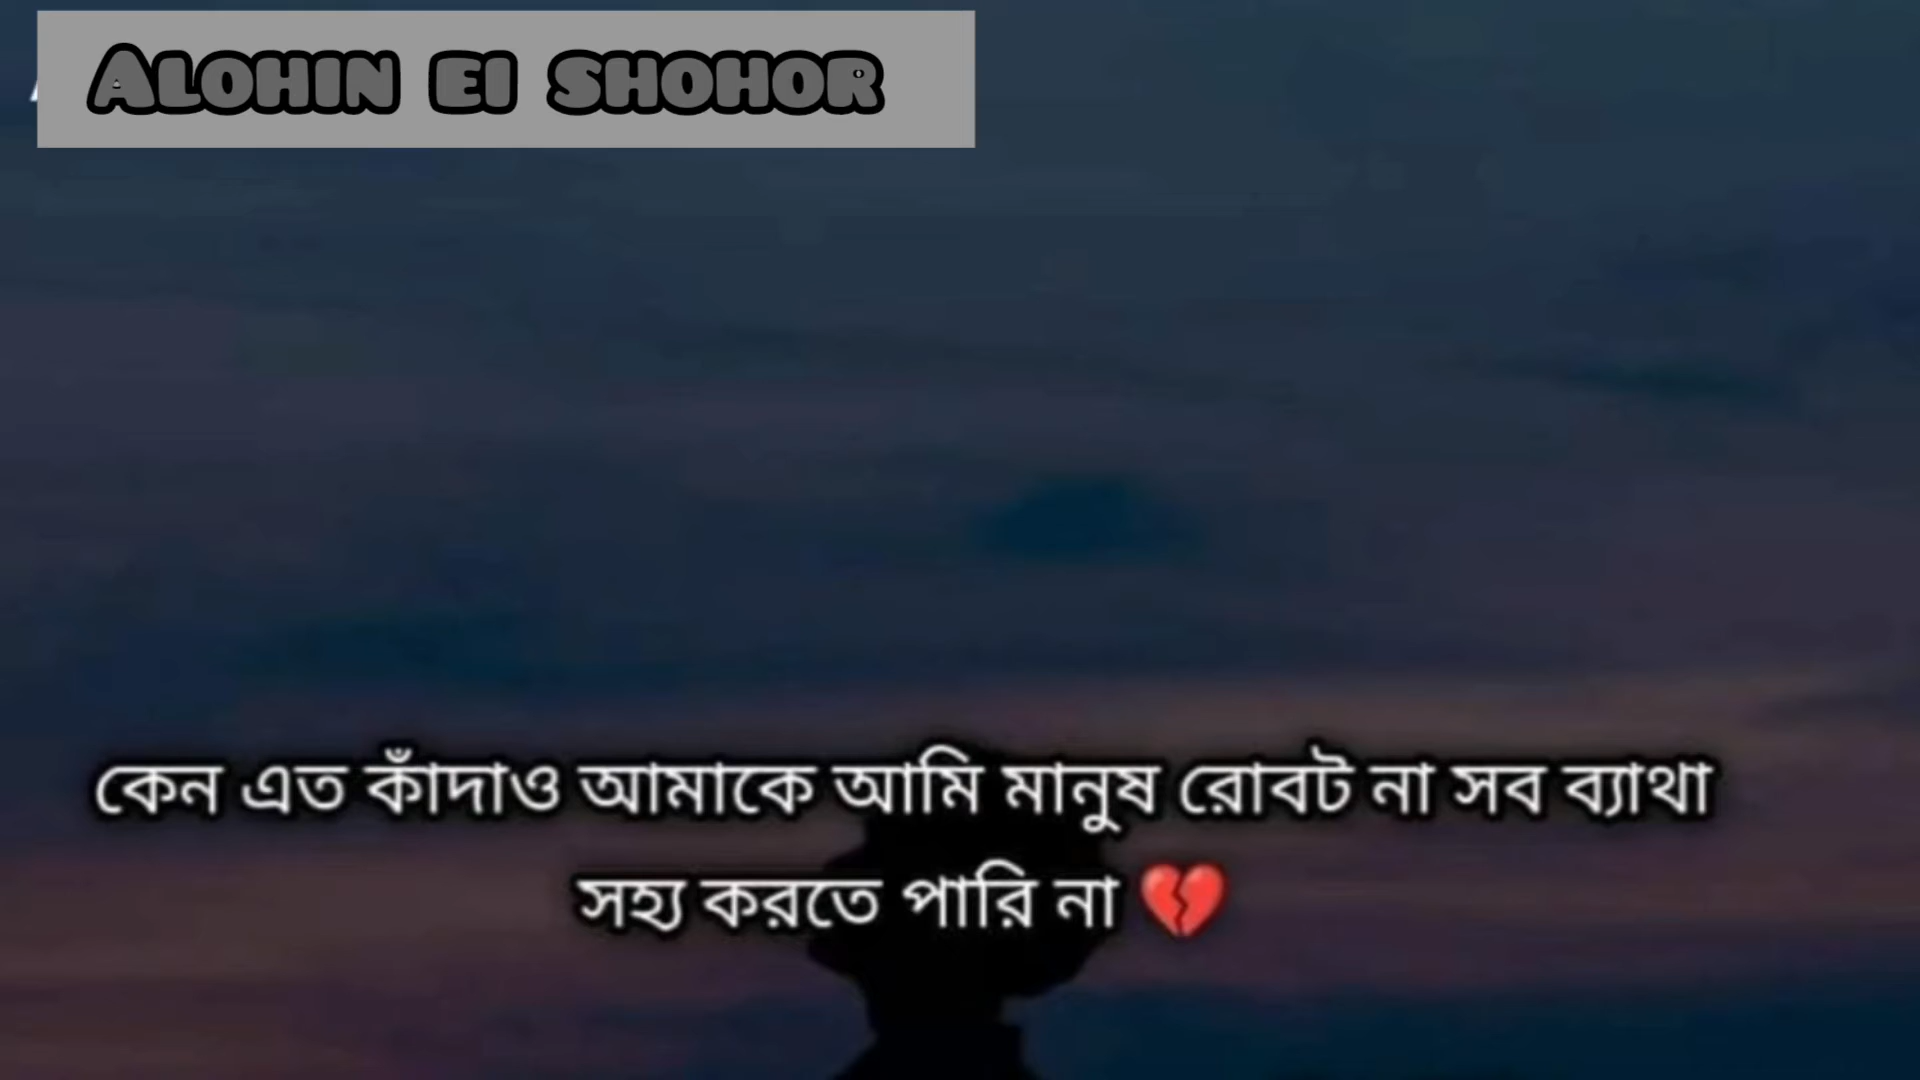 Alohin ei shohor
কেন এত কাঁদাও আমাকে আমি মানুষ রোবট না সব ব্যাথা
সহ্য করতে পারি না 💔